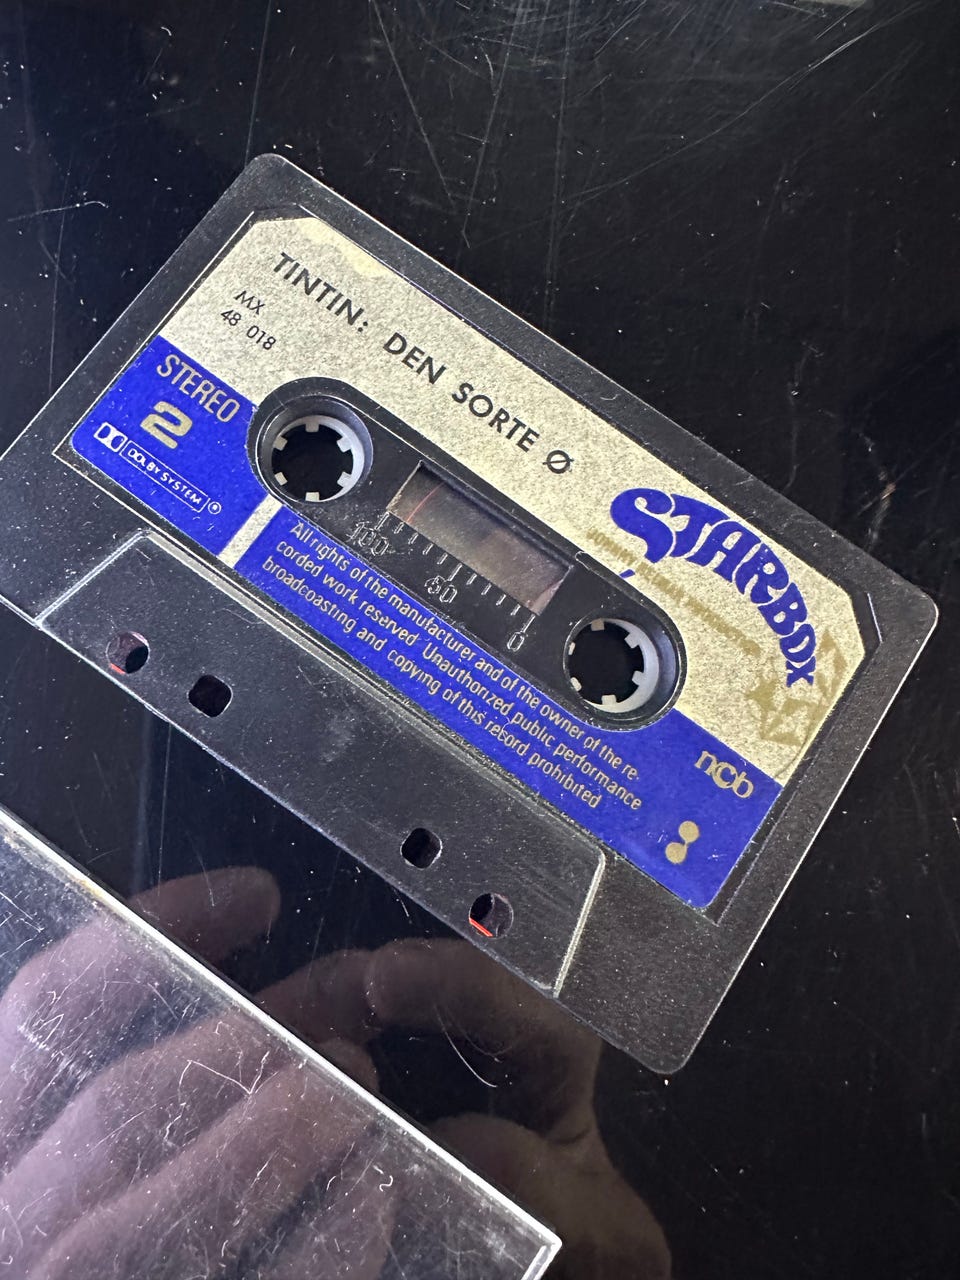 TINTIN: DEN SORTE Ø
MX
48 018
STEREO
2
DOLBY SYSTEM
STARBOX
100
50
0
All rights of the manufacturer and of the owner of the re-
corded work reserved. Unauthorized public performance
broadcoasting and copying of this record prohibited
ncb